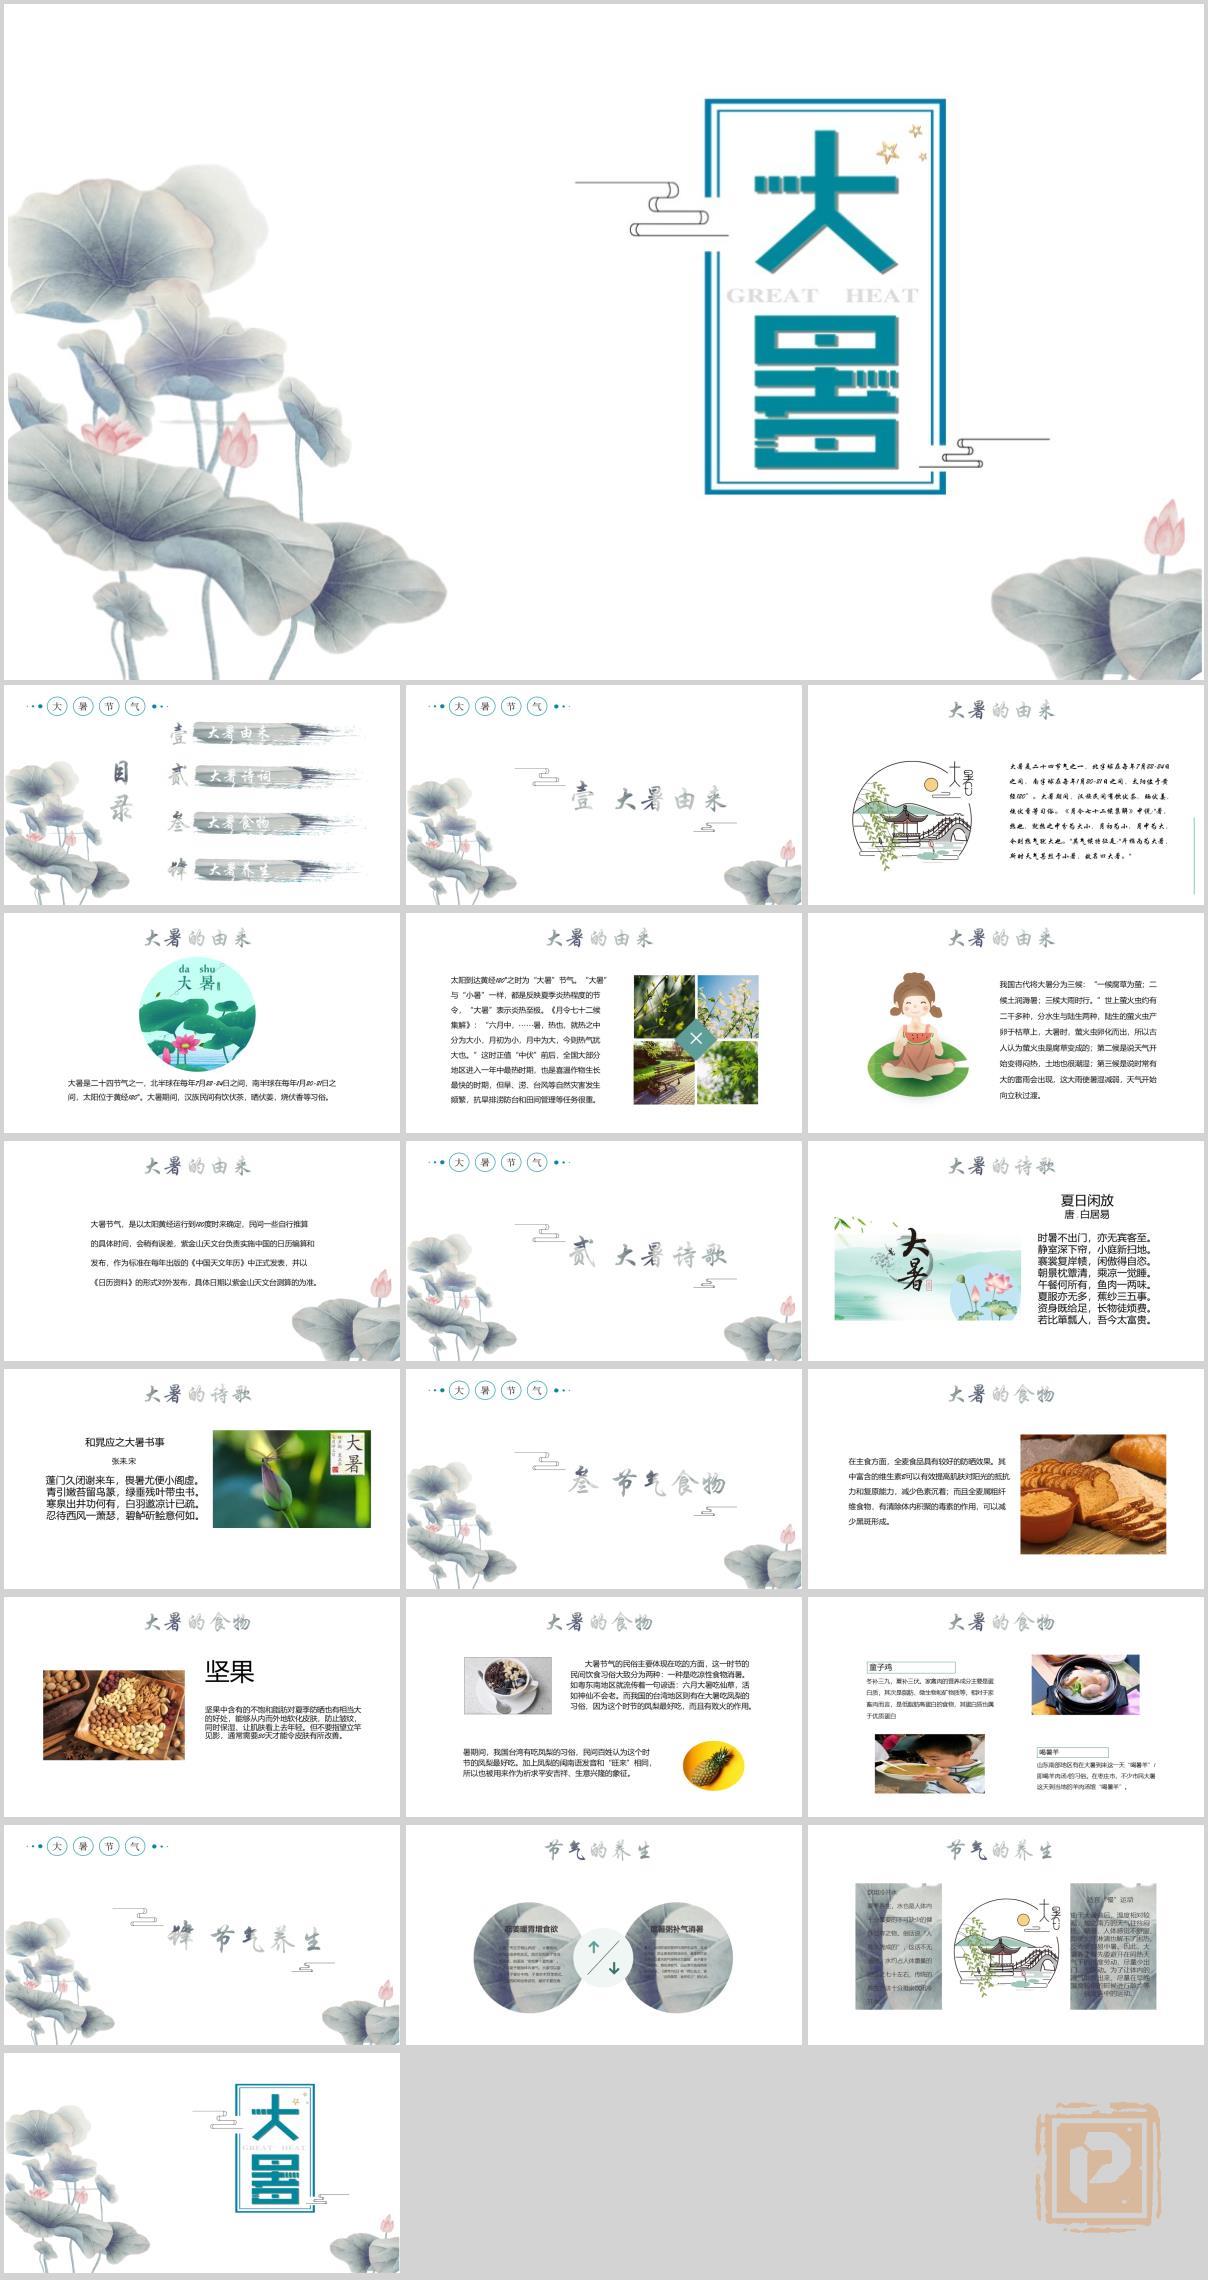 大
GREAT HEAT
暑
大 暑 节 气
目录
壹 大暑由来
贰 大暑诗词
叁 大暑食物
肆 大暑养生
大 暑 节 气
壹 大暑由来
大暑的由来
大暑
大暑是二十四节气之一，北半球在每年7月22-24日
之间，南半球在每年1月20-21日之间，太阳位于黄
经120°。大暑期间，汉族民间有饮伏茶，晒伏姜，
烧伏香等习俗。《月令七十二候集解》中说："暑，
热也，就热之中分为大小，月初为小，月中为大，
今则热气犹大也。"其气候特征是："斗指丙为大暑，
斯时天气甚烈于小暑，故名曰大暑。"
大暑的由来
da shu
大 暑
大暑是二十四节气之一，北半球在每年7月22-24日之间，南半球在每年1月20-21日之
间，太阳位于黄经120°。大暑期间，汉族民间有饮伏茶，晒伏姜，烧伏香等习俗。
大暑的由来
太阳到达黄经120°之时为“大暑”节气。“大暑”
与“小暑”一样，都是反映夏季炎热程度的节
令，“大暑”表示炎热至极。《月令七十二候
集解》：“六月中，……暑，热也，就热之中
分为大小，月初为小，月中为大，今则热气犹
大也。”这时正值“中伏”前后，全国大部分
地区进入一年中最热时期，也是喜温作物生长
最快的时期，但旱、涝、台风等自然灾害发生
频繁，抗旱排涝防台和田间管理等任务很重。
大暑的由来
我国古代将大暑分为三候：“一候腐草为萤；二
候土润溽暑；三候大雨时行。”世上萤火虫约有
二千多种，分水生与陆生两种，陆生的萤火虫产
卵于枯草上，大暑时，萤火虫卵化而出，所以古
人认为萤火虫是腐草变成的；第二候是说天气开
始变得闷热，土地也很潮湿；第三候是说时常有
大的雷雨会出现，这大雨使暑湿减弱，天气开始
向立秋过渡。
大暑的由来
大暑节气，是以太阳黄经运行到120度时来确定，民间一些自行推算
的具体时间，会稍有误差，紫金山天文台负责实施中国的日历编算和
发布，作为标准在每年出版的《中国天文年历》中正式发表，并以
《日历资料》的形式对外发布，具体日期以紫金山天文台测算的为准。
大 暑 节 气
贰 大暑诗歌
大暑的诗歌
大暑
夏日闲放
唐 白居易
时暑不出门，亦无宾客至。
静室深下帘，小庭新扫地。
褰裳复岸帻，闲傲得自恣。
朝景枕簟清，乘凉一觉睡。
午餐何所有，鱼肉一两味。
夏服亦无多，蕉纱三五事。
资身既给足，长物徒烦费。
若比箪瓢人，吾今太富贵。
大暑的诗歌
和晁应之大暑书事
张耒.宋
蓬门久闭谢来车，畏暑尤便小阁虚。
青引嫩苔留鸟篆，绿垂残叶带虫书。
寒泉出井功何有，白羽邀凉计已疏。
忍待西风一萧瑟，碧鲈斫鲙意何如。
大暑
大 暑 节 气
叁 节气食物
大暑的食物
在主食方面，全麦食品具有较好的防晒效果。其
中富含的维生素E可以有效提高肌肤对阳光的抵抗
力和复原能力，减少色素沉着；而且全麦属粗纤
维食物，有清除体内积聚的毒素的作用，可以减
少黑斑形成。
大暑的食物
坚果
坚果中含有的不饱和脂肪对夏季防晒也有相当大
的好处，能够从内而外地软化皮肤，防止皱纹，
同时保湿，让肌肤看上去年轻。但不要指望立竿
见影，通常需要90天才能令皮肤有所改善。
大暑的食物
大暑节气的民俗主要体现在吃的方面，这一时节的
民间饮食习俗大致分为两种：一种是吃凉性食物消暑。
如粤东南地区就流传着一句谚语：六月大暑吃仙草，活
如神仙不会老。而我国的台湾地区则有在大暑吃凤梨的
习俗，因为这个时节的凤梨最好吃，而且有败火的作用。
暑期间，我国台湾有吃凤梨的习俗，民间百姓认为这个时
节的凤梨最好吃。加上凤梨的闽南语发音和“旺来”相同，
所以也被用来作为祈求平安吉祥、生意兴隆的象征。
大暑的食物
童子鸡
冬补三九，夏补三伏。家禽肉的营养成分主要是蛋
白质，其次是脂肪、微生物和矿物质等，相对于家
畜肉而言，是低脂肪高蛋白的食物，其蛋白质也属
于优质蛋白
喝暑羊
山东南部地区有在大暑到来这一天“喝暑羊”（
即喝羊肉汤）的习俗。在枣庄市，不少市民大暑
这天到当地的羊肉汤馆“喝暑羊”。
大 暑 节 气
肆 节气养生
节气的养生
节气的养生
大暑
大
GREAT HEAT
暑